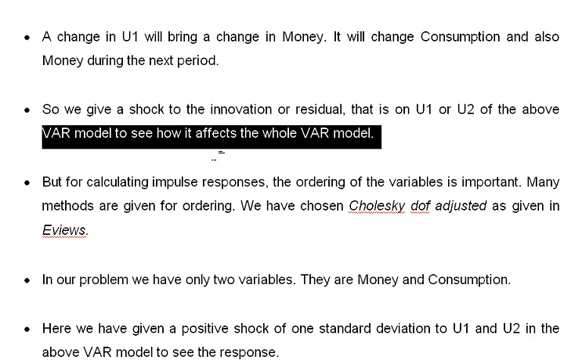 • A change in U1 will bring a change in Money. It will change Consumption and also
Money during the next period.
• So we give a shock to the innovation or residual, that is on U1 or U2 of the above
VAR model to see how it affects the whole VAR model.
• But for calculating impulse responses, the ordering of the variables is important. Many
methods are given for ordering. We have chosen Cholesky dof adjusted as given in
Eviews.
• In our problem we have only two variables. They are Money and Consumption.
• Here we have given a positive shock of one standard deviation to U1 and U2 in the
above VAR model to see the response.